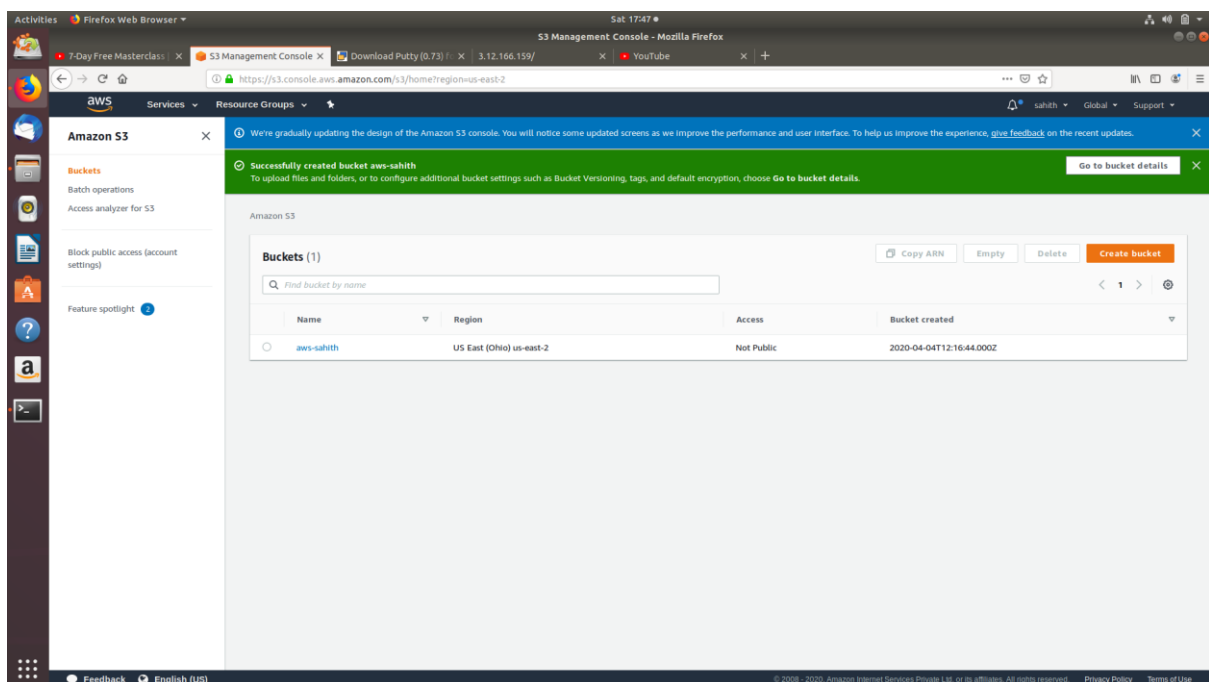 Activities Firefox Web Browser
Sat 17:47
S3 Management Console - Mozilla Firefox
7-Day Free Masterclass
S3 Management Console
Download Putty (0.73)
3.12.166.159/
YouTube
https://s3.console.aws.amazon.com/s3/home?region=us-east-2
aws Services Resource Groups sahith Global Support
Amazon S3
Buckets
Batch operations
Access analyzer for S3
Block public access (account
settings)
Feature spotlight 2
We're gradually updating the design of the Amazon S3 console. You will notice some updated screens as we improve the performance and user interface. To help us improve the experience, give feedback on the recent updates.
Successfully created bucket aws-sahith
To upload files and folders, or to configure additional bucket settings such as Bucket Versioning, tags, and default encryption, choose Go to bucket details.
Go to bucket details
Amazon S3
Buckets (1)
Copy ARN Empty Delete Create bucket
Find bucket by name
1
Name Region Access Bucket created
aws-sahith US East (Ohio) us-east-2 Not Public 2020-04-04T12:16:44.000Z
Feedback English (US)
© 2008 - 2020, Amazon Internet Services Private Ltd. or its affiliates. All rights reserved. Privacy Policy Terms of Use